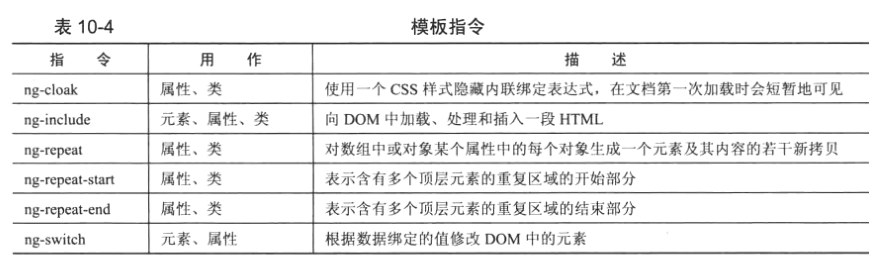 表 10-4 模板指令
指 令 用 作 描 述
ng-cloak 属性、类 使用一个 CSS 样式隐藏内联绑定表达式，在文档第一次加载时会短暂地可见
ng-include 元素、属性、类 向 DOM 中加载、处理和插入一段 HTML
ng-repeat 属性、类 对数组中或对象某个属性中的每个对象生成一个元素及其内容的若干新拷贝
ng-repeat-start 属性、类 表示含有多个顶层元素的重复区域的开始部分
ng-repeat-end 属性、类 表示含有多个顶层元素的重复区域的结束部分
ng-switch 元素、属性 根据数据绑定的值修改 DOM 中的元素